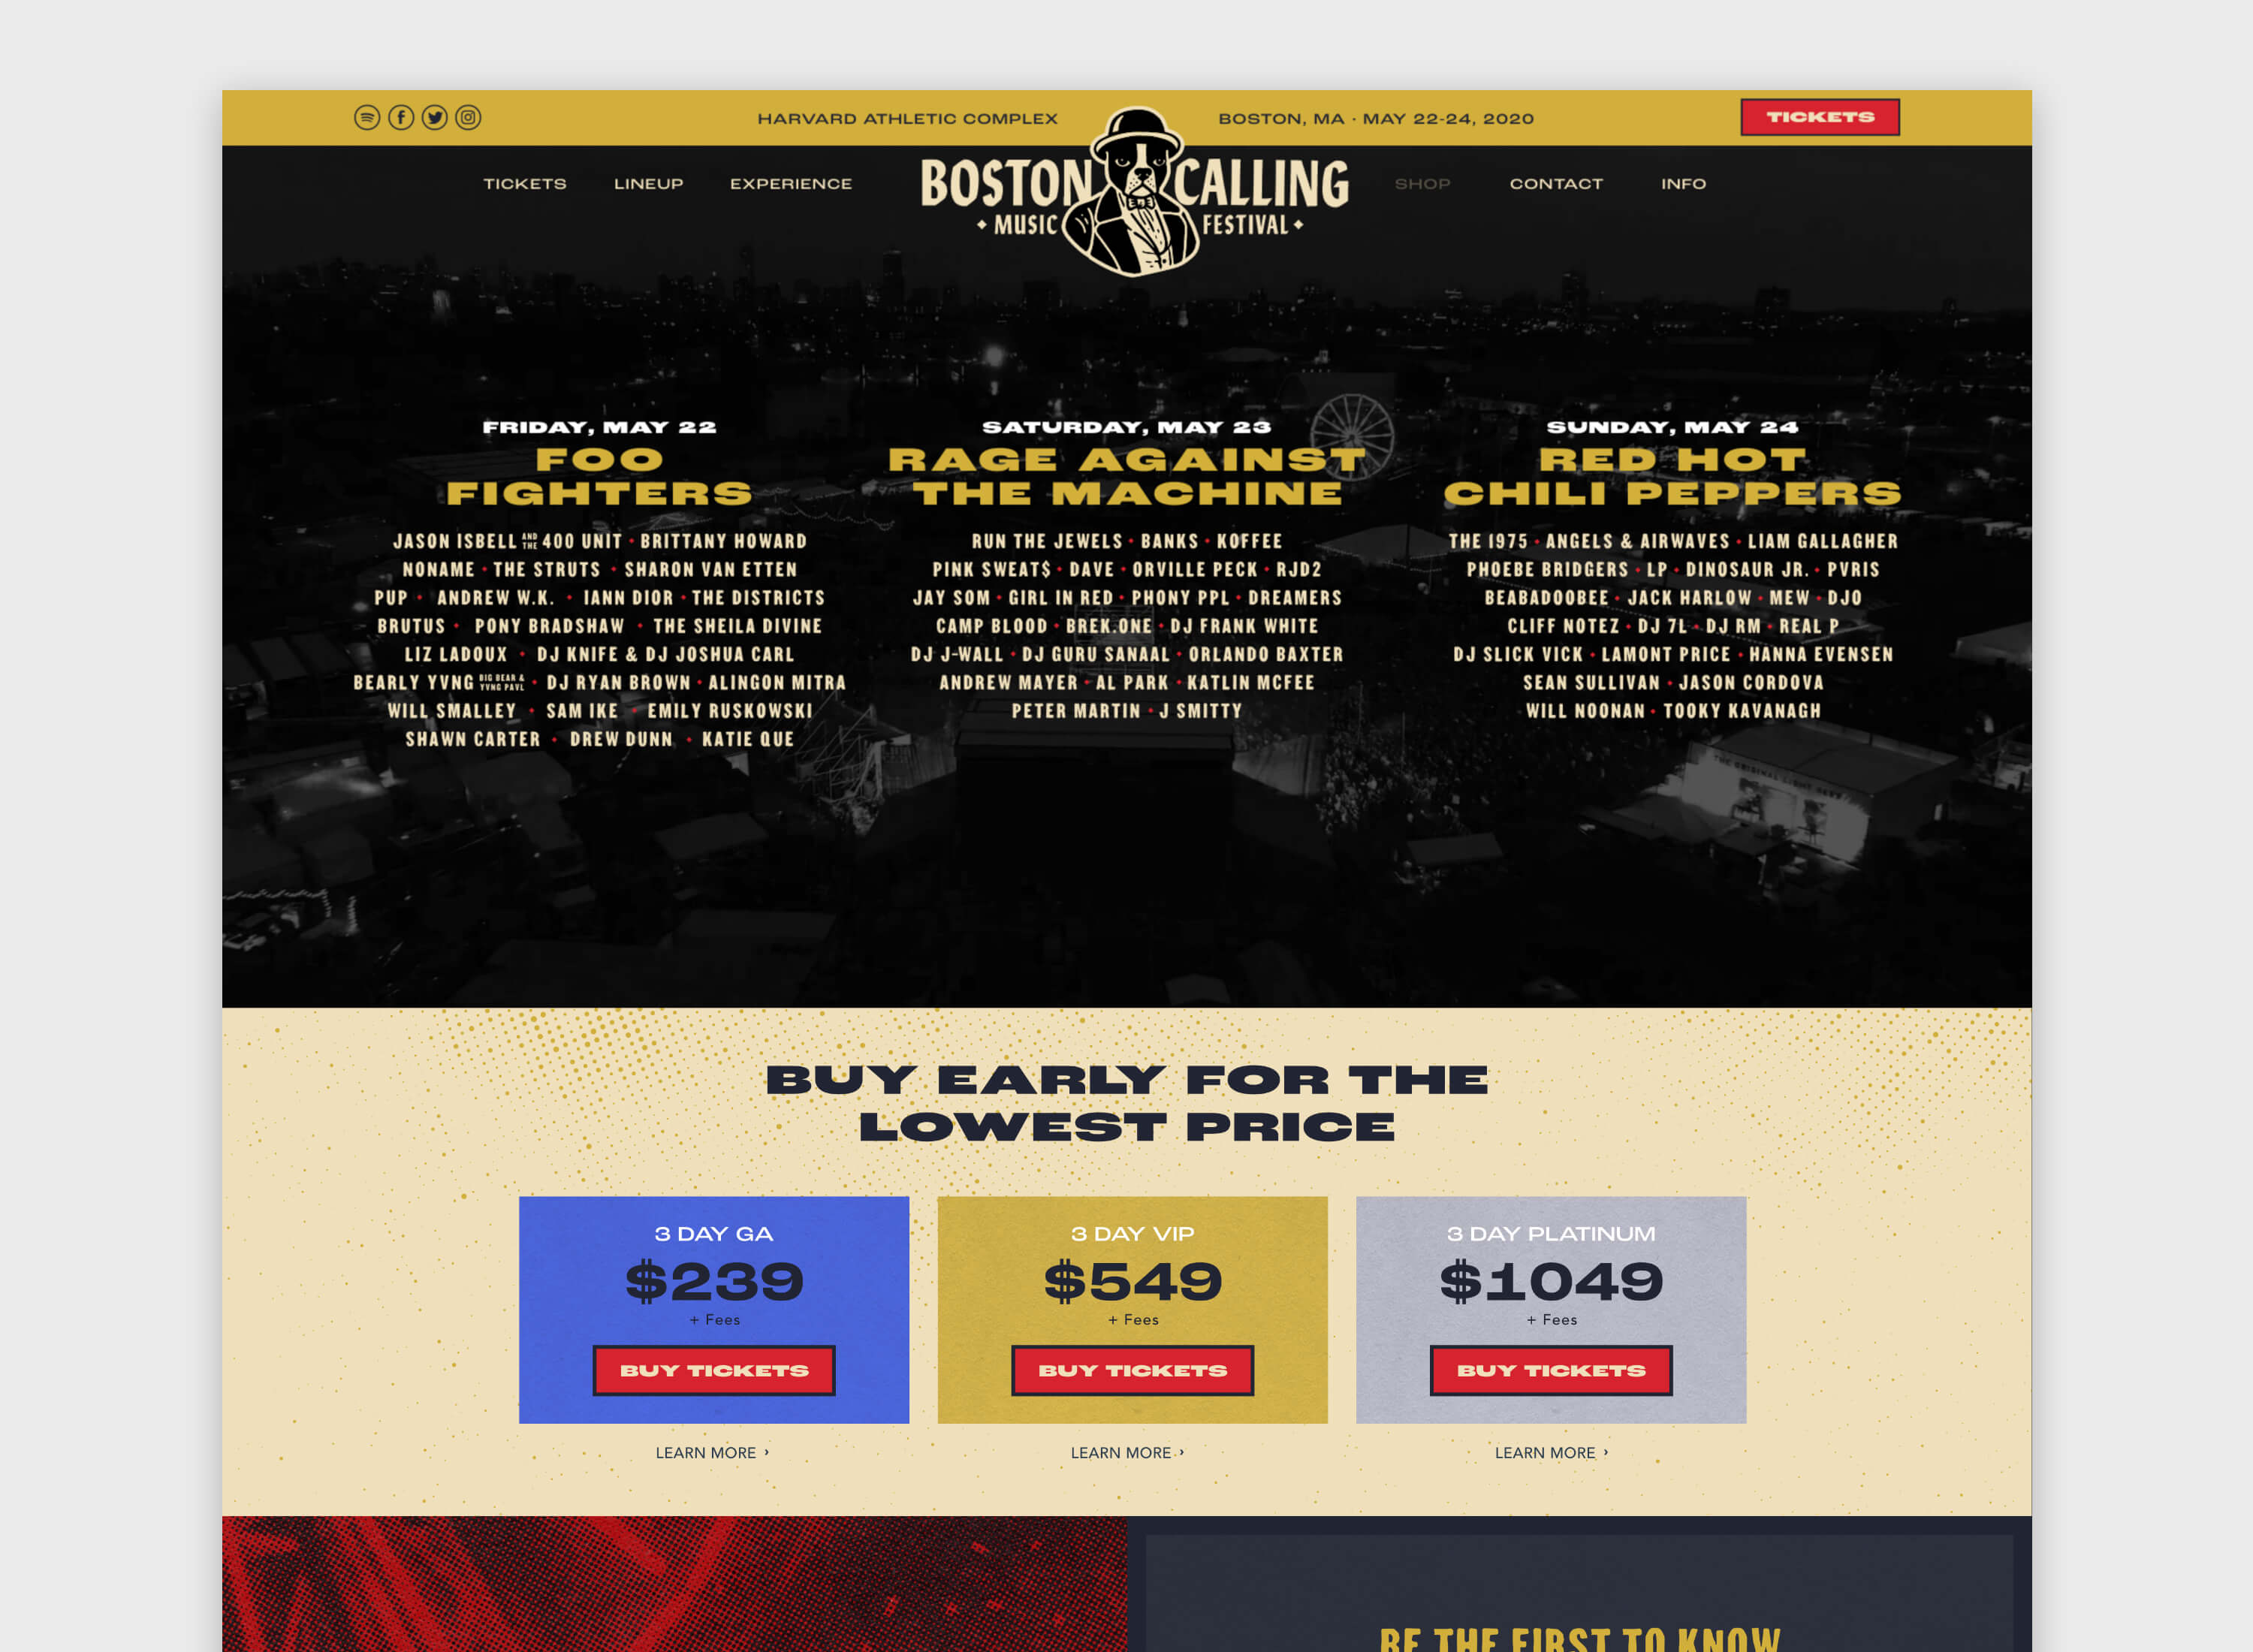 HARVARD ATHLETIC COMPLEX
BOSTON, MA · MAY 22-24, 2020
TICKETS
TICKETS
LINEUP
EXPERIENCE
BOSTON CALLING
MUSIC FESTIVAL
SHOP
CONTACT
INFO
FRIDAY, MAY 22
FOO
FIGHTERS
JASON ISBELL AND THE 400 UNIT • BRITTANY HOWARD
NONAME • THE STRUTS • SHARON VAN ETTEN
PUP • ANDREW W.K. • IANN DIOR • THE DISTRICTS
BRUTUS • PONY BRADSHAW • THE SHEILA DIVINE
LIZ LADOUX • DJ KNIFE & DJ JOSHUA CARL
BEARLY YVNG BIG BEAR & YVNG PAVL • DJ RYAN BROWN • ALINGON MITRA
WILL SMALLEY • SAM IKE • EMILY RUSKOWSKI
SHAWN CARTER • DREW DUNN • KATIE QUE
SATURDAY, MAY 23
RAGE AGAINST
THE MACHINE
RUN THE JEWELS • BANKS • KOFFEE
PINK SWEAT$ • DAVE • ORVILLE PECK • RJD2
JAY SOM • GIRL IN RED • PHONY PPL • DREAMERS
CAMP BLOOD • BREK.ONE • DJ FRANK WHITE
DJ J-WALL • DJ GURU SANAAL • ORLANDO BAXTER
ANDREW MAYER • AL PARK • KATLIN MCFEE
PETER MARTIN • J SMITTY
SUNDAY, MAY 24
RED HOT
CHILI PEPPERS
THE 1975 • ANGELS & AIRWAVES • LIAM GALLAGHER
PHOEBE BRIDGERS • LP • DINOSAUR JR. • PVRIS
BEABADOOBEE • JACK HARLOW • MEW • DJO
CLIFF NOTEZ • DJ 7L • DJ RM • REAL P
DJ SLICK VICK • LAMONT PRICE • HANNA EVENSEN
SEAN SULLIVAN • JASON CORDOVA
WILL NOONAN • TOOKY KAVANAGH
BUY EARLY FOR THE
LOWEST PRICE
3 DAY GA
$239
+ Fees
BUY TICKETS
LEARN MORE ›
3 DAY VIP
$549
+ Fees
BUY TICKETS
LEARN MORE ›
3 DAY PLATINUM
$1049
+ Fees
BUY TICKETS
LEARN MORE ›
BE THE FIRST TO KNOW